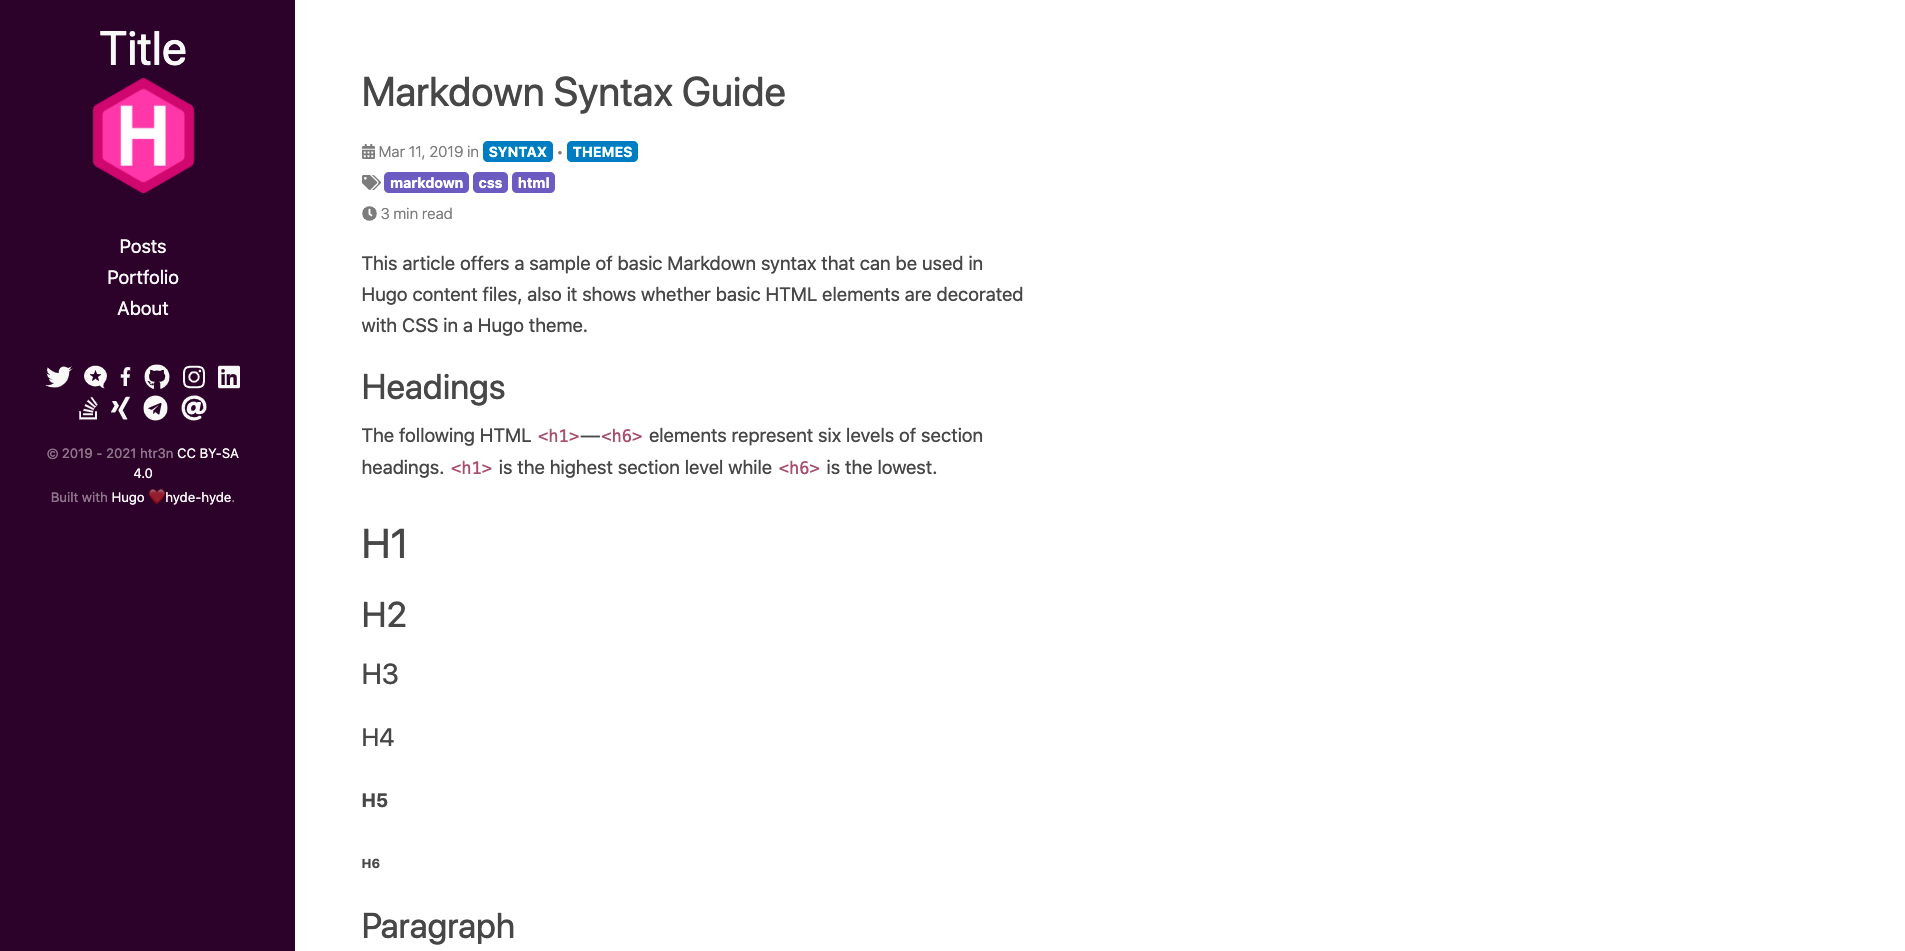 Title
H
Posts
Portfolio
About
© 2019 - 2021 htr3n CC BY-SA
4.0
Built with Hugo ❤️hyde-hyde.
Markdown Syntax Guide
Mar 11, 2019 in SYNTAX • THEMES
markdown css html
3 min read
This article offers a sample of basic Markdown syntax that can be used in
Hugo content files, also it shows whether basic HTML elements are decorated
with CSS in a Hugo theme.
Headings
The following HTML <h1>—<h6> elements represent six levels of section
headings. <h1> is the highest section level while <h6> is the lowest.
H1
H2
H3
H4
H5
H6
Paragraph